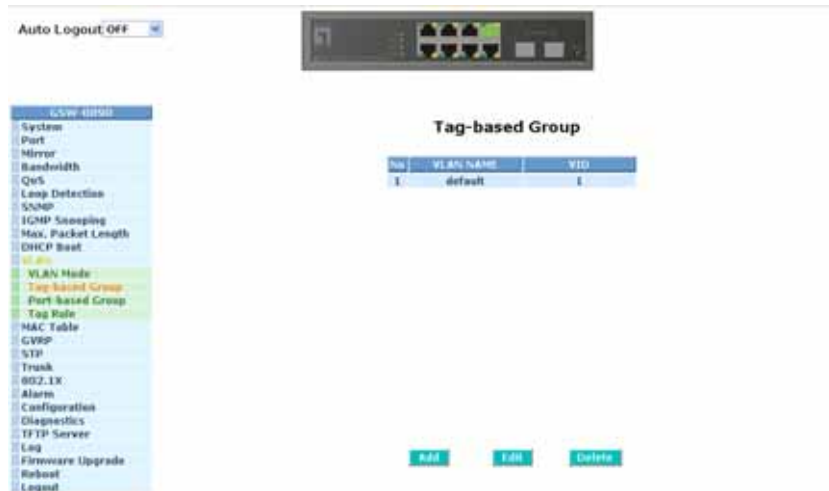 Auto Logout OFF
GSW-0890
System
Port
Mirror
Bandwidth
QoS
Loop Detection
SNMP
IGMP Snooping
Max. Packet Length
DHCP Boot
VLAN
VLAN Mode
Tag-based Group
Port-based Group
Tag Rule
MAC Table
GVRP
STP
Trunk
802.1X
Alarm
Configuration
Diagnostics
TFTP Server
Log
Firmware Upgrade
Reboot
Logout
Tag-based Group
No VLAN NAME VID
1 default 1
Add Edit Delete